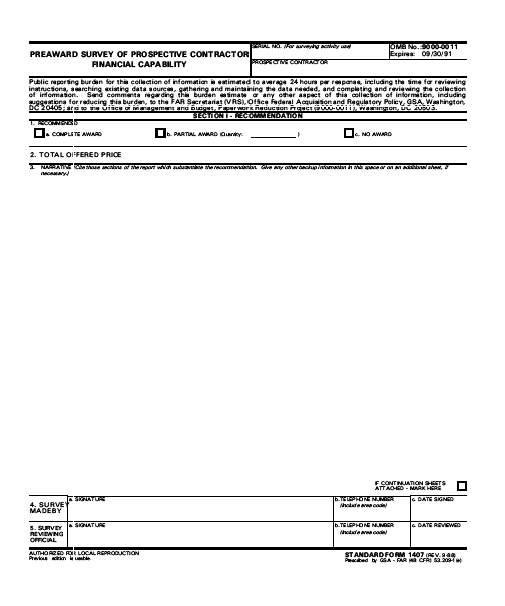 PREAWARD SURVEY OF PROSPECTIVE CONTRACTOR
FINANCIAL CAPABILITY
SERIAL NO. (For surveying activity use)
PROSPECTIVE CONTRACTOR
OMB No.:9000-0011
Expires: 09/30/91
Public reporting burden for this collection of information is estimated to average 24 hours per response, including the time for reviewing
instructions, searching existing data sources, gathering and maintaining the data needed, and completing and reviewing the collection
of information. Send comments regarding this burden estimate or any other aspect of this collection of information, including
suggestions for reducing this burden, to the FAR Secretariat (VRS), Office Federal Acquisition and Regulatory Policy, GSA, Washington,
DC 20405; and to the Office of Management and Budget, Paperwork Reduction Project (9000-0011), Washington, DC 20503.
SECTION I - RECOMMENDATION
1. RECOMMENDED
a. COMPLETE AWARD
b. PARTIAL AWARD (Quanity: )
c. NO AWARD
2. TOTAL OFFERED PRICE
3. NARRATIVE (Cite those sections of the report which substantiate the recommendation. Give any other backup information in this space or on an additional sheet, if
necessary.)
IF CONTINUATION SHEETS
ATTACHED - MARK HERE
4. SURVEY
MADEBY
a. SIGNATURE
b.TELEPHONE NUMBER
(Include area code)
c. DATE SIGNED
5. SURVEY
REVIEWING
OFFICIAL
a. SIGNATURE
b.TELEPHONE NUMBER
(Include area code)
c. DATE REVIEWED
AUTHORIZED FOR LOCAL REPRODUCTION
Previous edition is useable.
STANDARD FORM 1407 (REV. 9-88)
Prescribed by GSA - FAR (48 CFR) 53.209-1(e)